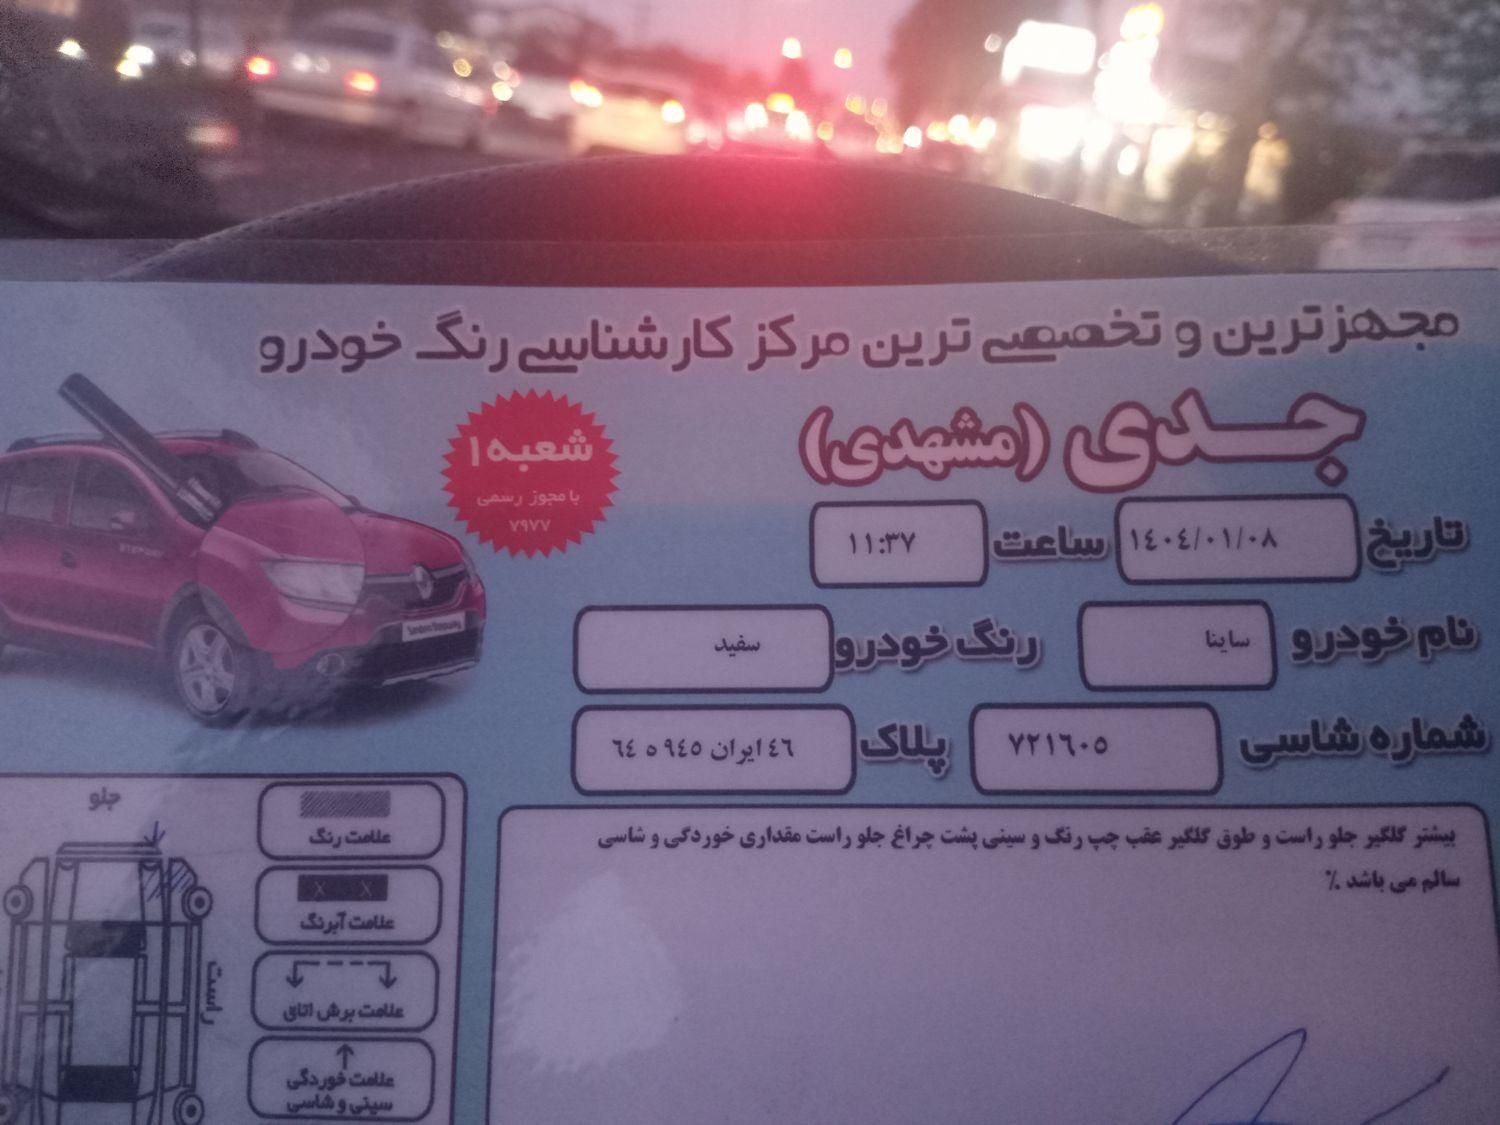 مجهزترین و تخصصی ترین مرکز کارشناسی رنگ خودرو
جدی (مشهدی)
شعبه ۱
با مجوز رسمی
۷۹۷۷
تاریخ ۱٤۰٤/۰۱/۰۸ ساعت ۱۱:۳۷
نام خودرو ساینا رنگ خودرو سفید
شماره شاسی ۷۲۱٦۰۵ پلاک ٤٦ ایران ۹٤۵ ه ٦٤
بیشتر گلگیر جلو راست و طوق گلگیر عقب چپ رنگ و سینی پشت چراغ جلو راست مقداری خوردگی و شاسی
سالم می باشد ٪
جلو
راست
علامت رنگ
X X
علامت آبرنگ
علامت برش اتاق
علامت خوردگی
سینی و شاسی